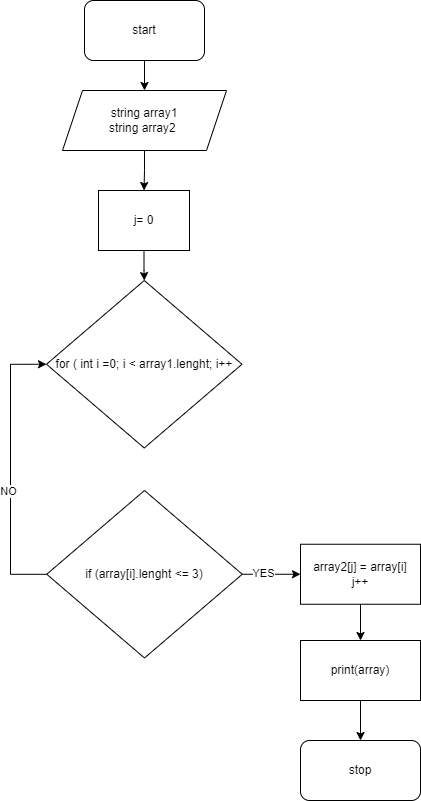 start
string array1
string array2
j= 0
for ( int i =0; i < array1.lenght; i++
NO
if (array[i].lenght <= 3)
YES
array2[j] = array[i]
j++
print(array)
stop